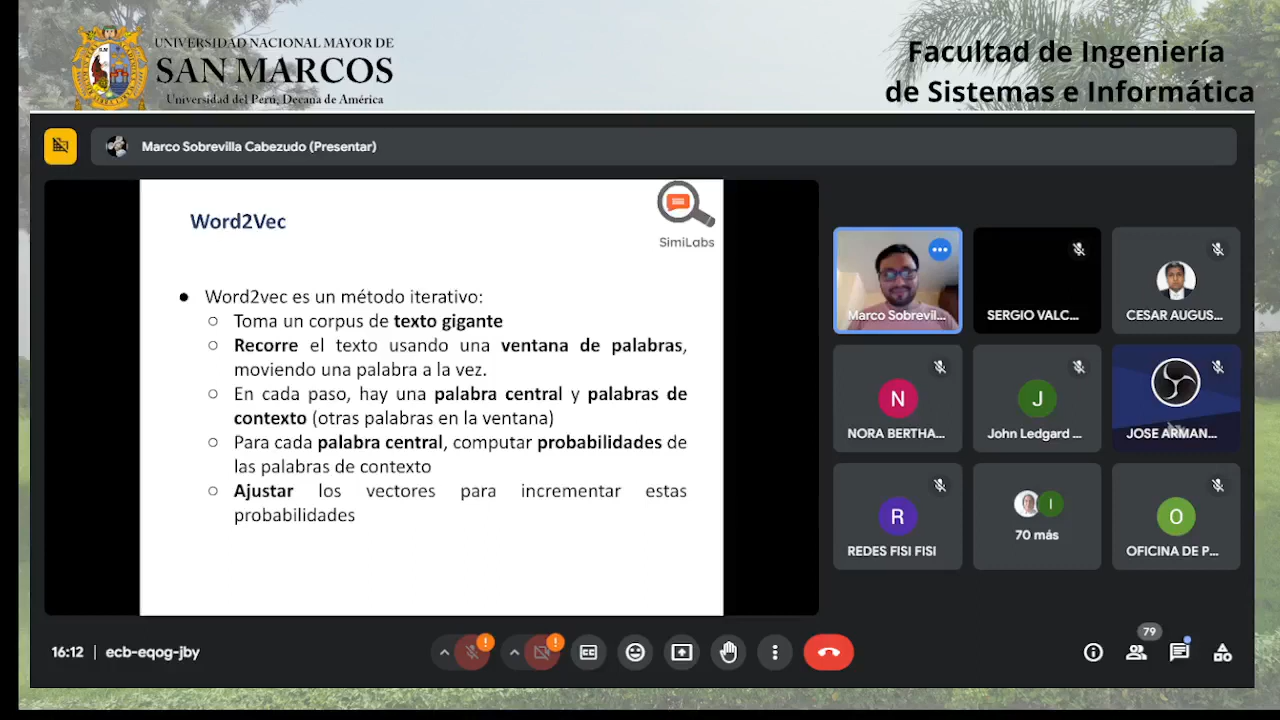 UNIVERSIDAD NACIONAL MAYOR DE
SAN MARCOS
Universidad del Perú, Decana de América
Facultad de Ingeniería
de Sistemas e Informática
Marco Sobrevilla Cabezudo (Presentar)
Word2Vec
SimiLabs
● Word2vec es un método iterativo:
○ Toma un corpus de texto gigante
○ Recorre el texto usando una ventana de palabras,
moviendo una palabra a la vez.
○ En cada paso, hay una palabra central y palabras de
contexto (otras palabras en la ventana)
○ Para cada palabra central, computar probabilidades de
las palabras de contexto
○ Ajustar los vectores para incrementar estas
probabilidades
Marco Sobrevil...
SERGIO VALC...
CESAR AUGUS...
N
NORA BERTHA...
J
John Ledgard ...
JOSE ARMAN...
R
REDES FISI FISI
I
70 más
O
OFICINA DE P...
16:12 | ecb-eqog-jby
79